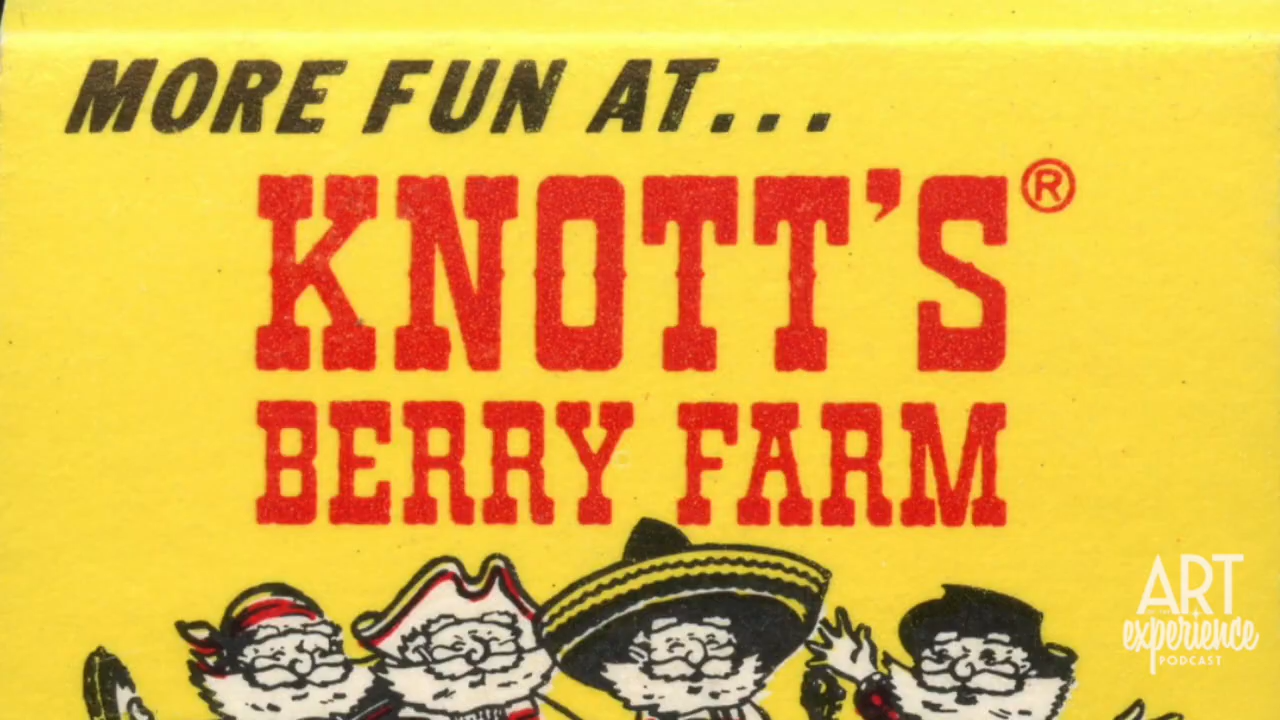 MORE FUN AT...
KNOTT'S®
BERRY FARM
ART
experience
PODCAST